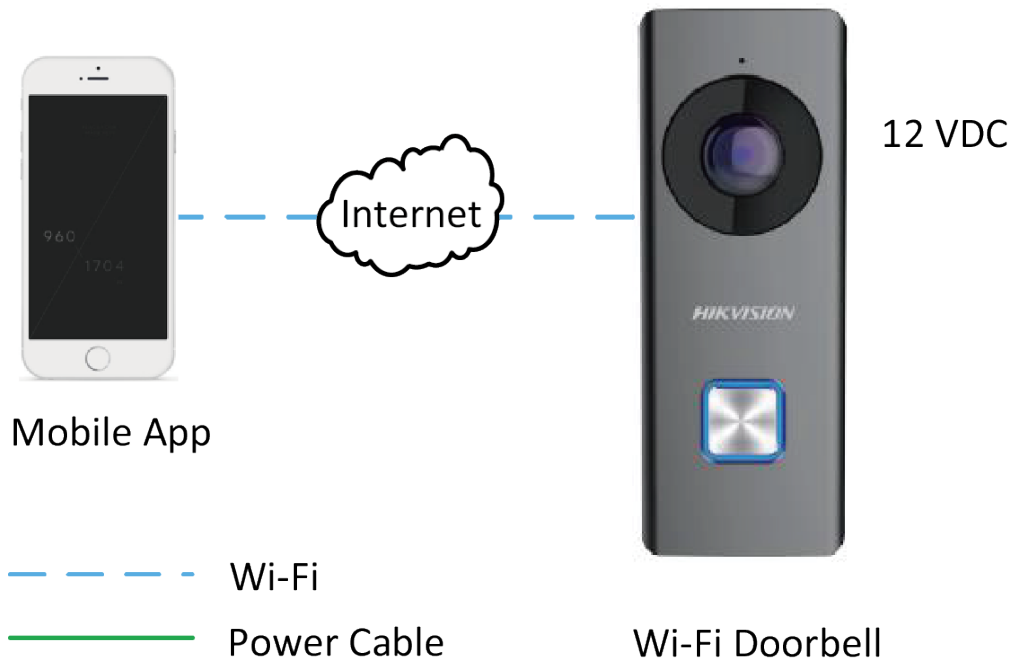 12 VDC
Internet
960
1704
HIKVISION
Mobile App
Wi-Fi
Power Cable
Wi-Fi Doorbell